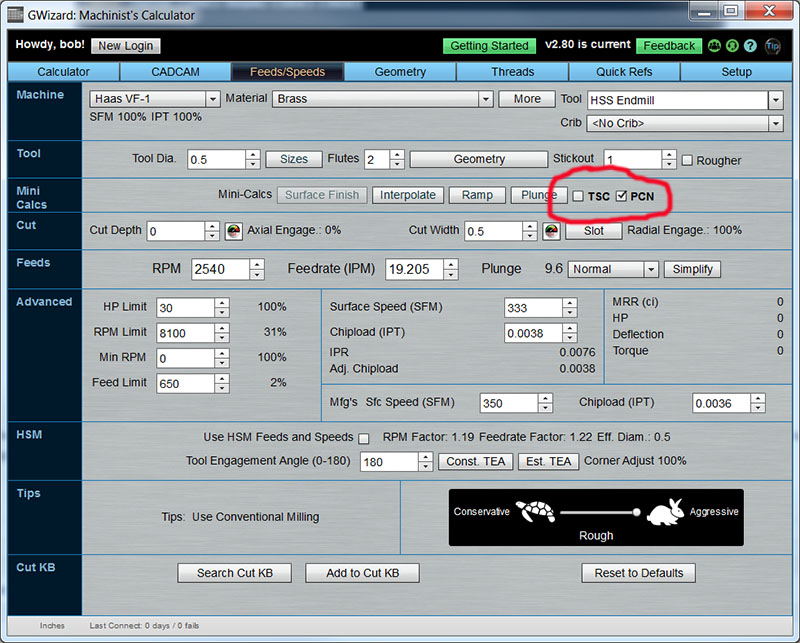 GWizard: Machinist's Calculator
Howdy, bob! New Login Getting Started v2.80 is current Feedback ? Tip
Calculator CADCAM Feeds/Speeds Geometry Threads Quick Refs Setup
Machine Haas VF-1 Material Brass More Tool HSS Endmill
SFM 100% IPT 100% Crib <No Crib>
Tool Tool Dia. 0.5 Sizes Flutes 2 Geometry Stickout 1 Rougher
Mini Calcs Mini-Calcs Surface Finish Interpolate Ramp Plunge TSC PCN
Cut Cut Depth 0 Axial Engage.: 0% Cut Width 0.5 Slot Radial Engage.: 100%
Feeds RPM 2540 Feedrate (IPM) 19.205 Plunge 9.6 Normal Simplify
Advanced HP Limit 30 100% Surface Speed (SFM) 333 MRR (ci) 0
HP 0
RPM Limit 8100 31% Chipload (IPT) 0.0038 Deflection 0
Min RPM 0 100% IPR 0.0076 Torque 0
Adj. Chipload 0.0038
Feed Limit 650 2%
Mfg's Sfc Speed (SFM) 350 Chipload (IPT) 0.0036
HSM Use HSM Feeds and Speeds RPM Factor: 1.19 Feedrate Factor: 1.22 Eff. Diam.: 0.5
Tool Engagement Angle (0-180) 180 Const. TEA Est. TEA Corner Adjust 100%
Tips Tips: Use Conventional Milling Conservative Aggressive
Rough
Cut KB Search Cut KB Add to Cut KB Reset to Defaults
Inches Last Connect: 0 days / 0 fails